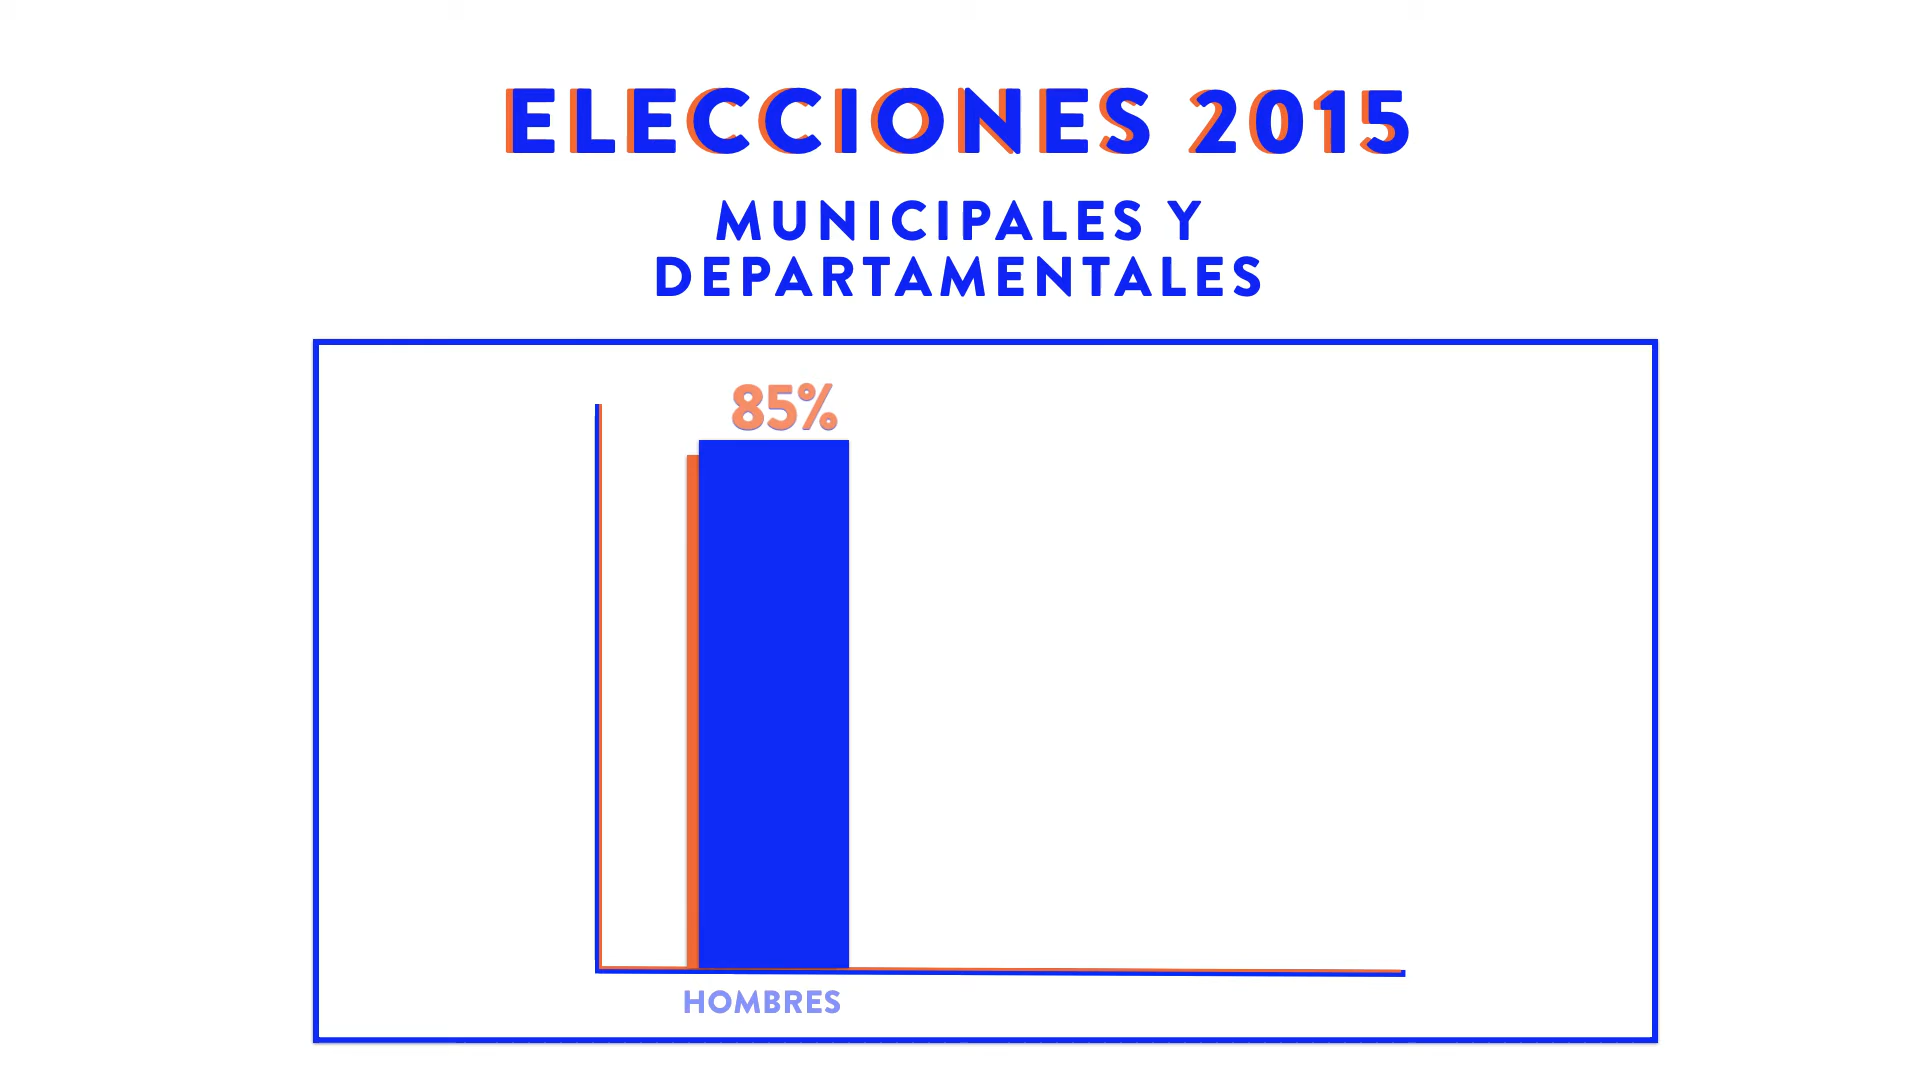 ELECCIONES 2015
MUNICIPALES Y
DEPARTAMENTALES
85%
HOMBRES